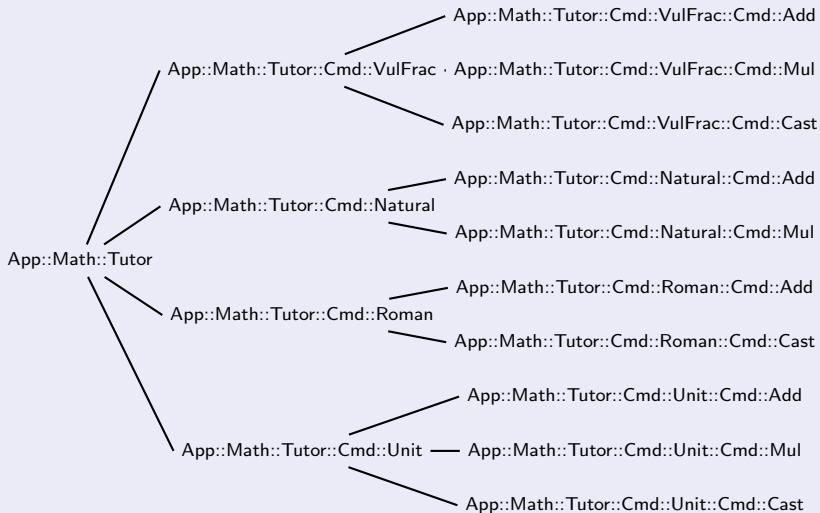 App::Math::Tutor
App::Math::Tutor::Cmd::VulFrac
App::Math::Tutor::Cmd::VulFrac::Cmd::Add
App::Math::Tutor::Cmd::VulFrac::Cmd::Mul
App::Math::Tutor::Cmd::VulFrac::Cmd::Cast
App::Math::Tutor::Cmd::Natural
App::Math::Tutor::Cmd::Natural::Cmd::Add
App::Math::Tutor::Cmd::Natural::Cmd::Mul
App::Math::Tutor::Cmd::Roman
App::Math::Tutor::Cmd::Roman::Cmd::Add
App::Math::Tutor::Cmd::Roman::Cmd::Cast
App::Math::Tutor::Cmd::Unit
App::Math::Tutor::Cmd::Unit::Cmd::Add
App::Math::Tutor::Cmd::Unit::Cmd::Mul
App::Math::Tutor::Cmd::Unit::Cmd::Cast